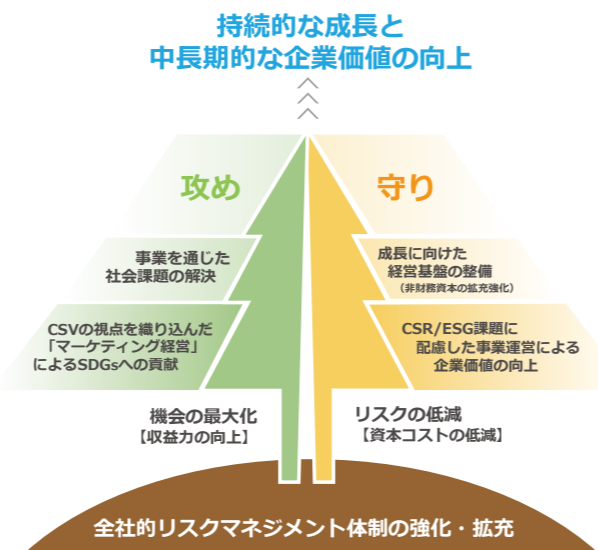 持続的な成長と
中長期的な企業価値の向上
攻め
守り
事業を通じた
社会課題の解決
成長に向けた
経営基盤の整備
（非財務資本の拡充強化）
CSVの視点を織り込んだ
「マーケティング経営」
によるSDGsへの貢献
CSR/ESG課題に
配慮した事業運営による
企業価値の向上
機会の最大化
【収益力の向上】
リスクの低減
【資本コストの低減】
全社的リスクマネジメント体制の強化・拡充